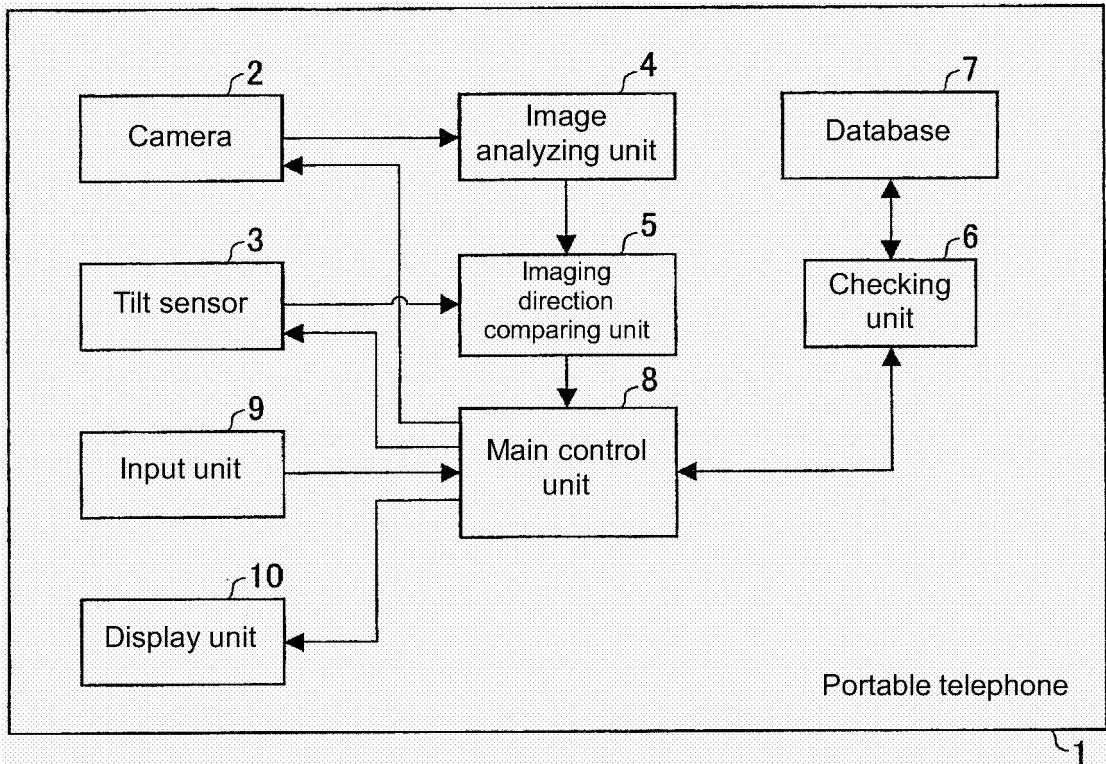 2
4
7
Camera
Image
analyzing unit
Database
3
5
6
Tilt sensor
Imaging
direction
comparing unit
Checking
unit
9
8
Input unit
Main control
unit
10
Display unit
Portable telephone
1